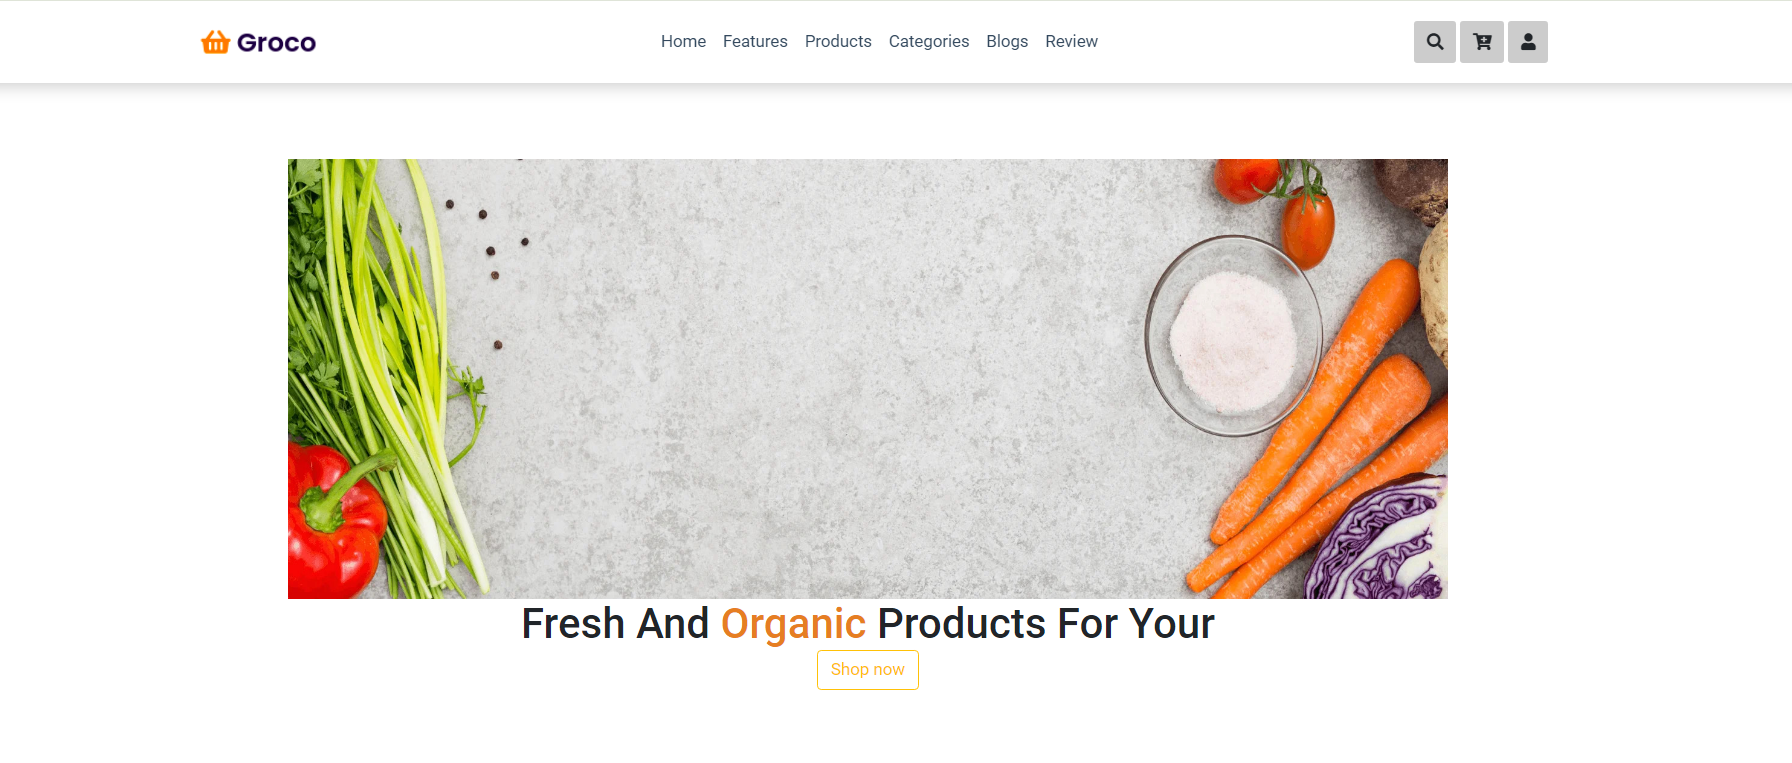 Groco
Home Features Products Categories Blogs Review
Fresh And Organic Products For Your
Shop now